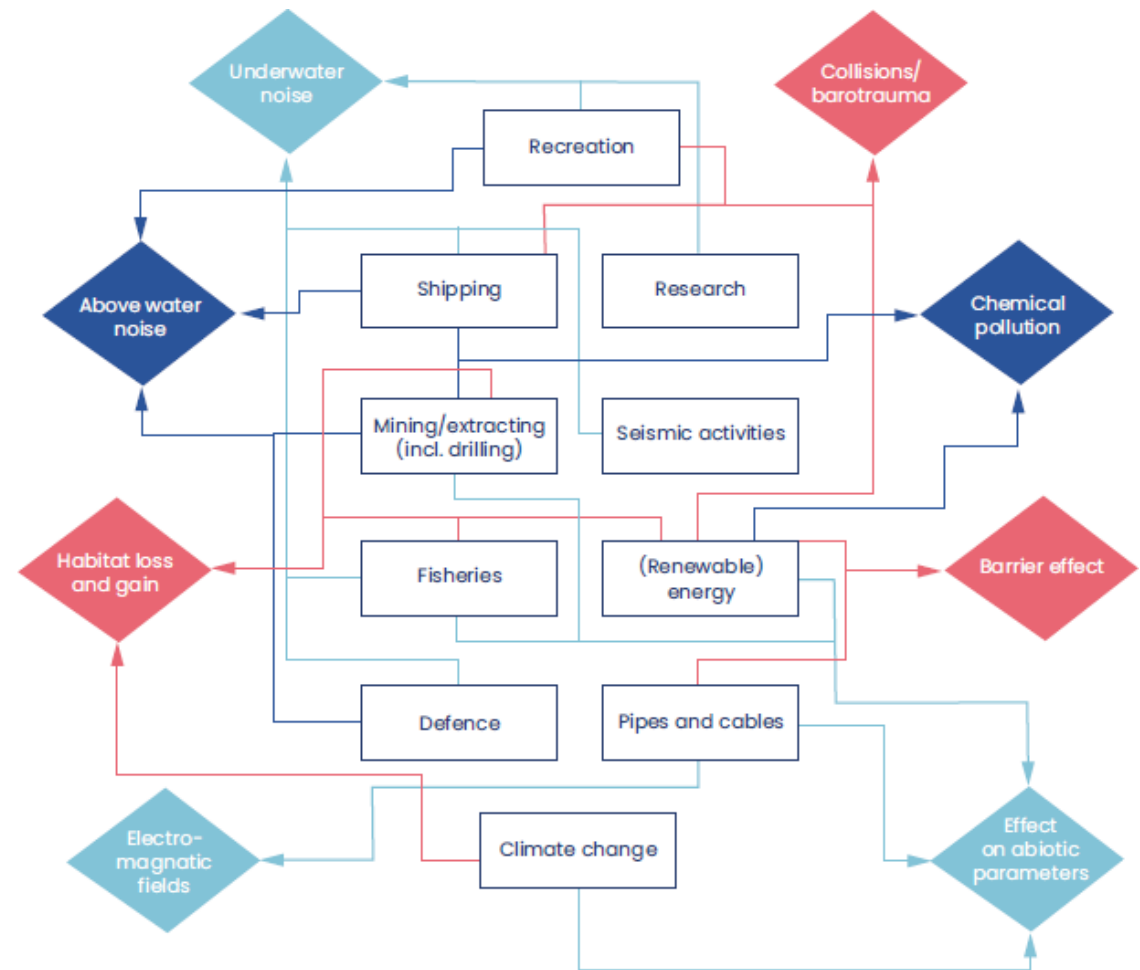 Underwater
noise
Collisions/
barotrauma
Recreation
Above water
noise
Shipping
Research
Chemical
pollution
Mining/extracting
(incl. drilling)
Seismic activities
Habitat loss
and gain
Fisheries
(Renewable)
energy
Barrier effect
Defence
Pipes and cables
Electro-
magnatic
fields
Climate change
Effect
on abiotic
parameters